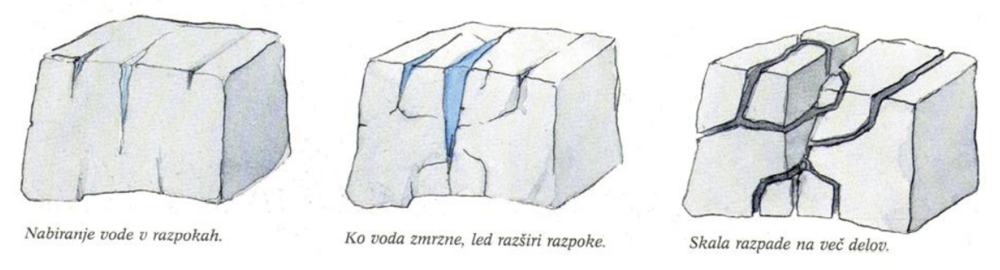 Nabiranje vode v razpokah.
Ko voda zmrzne, led razširi razpoke.
Skala razpade na več delov.